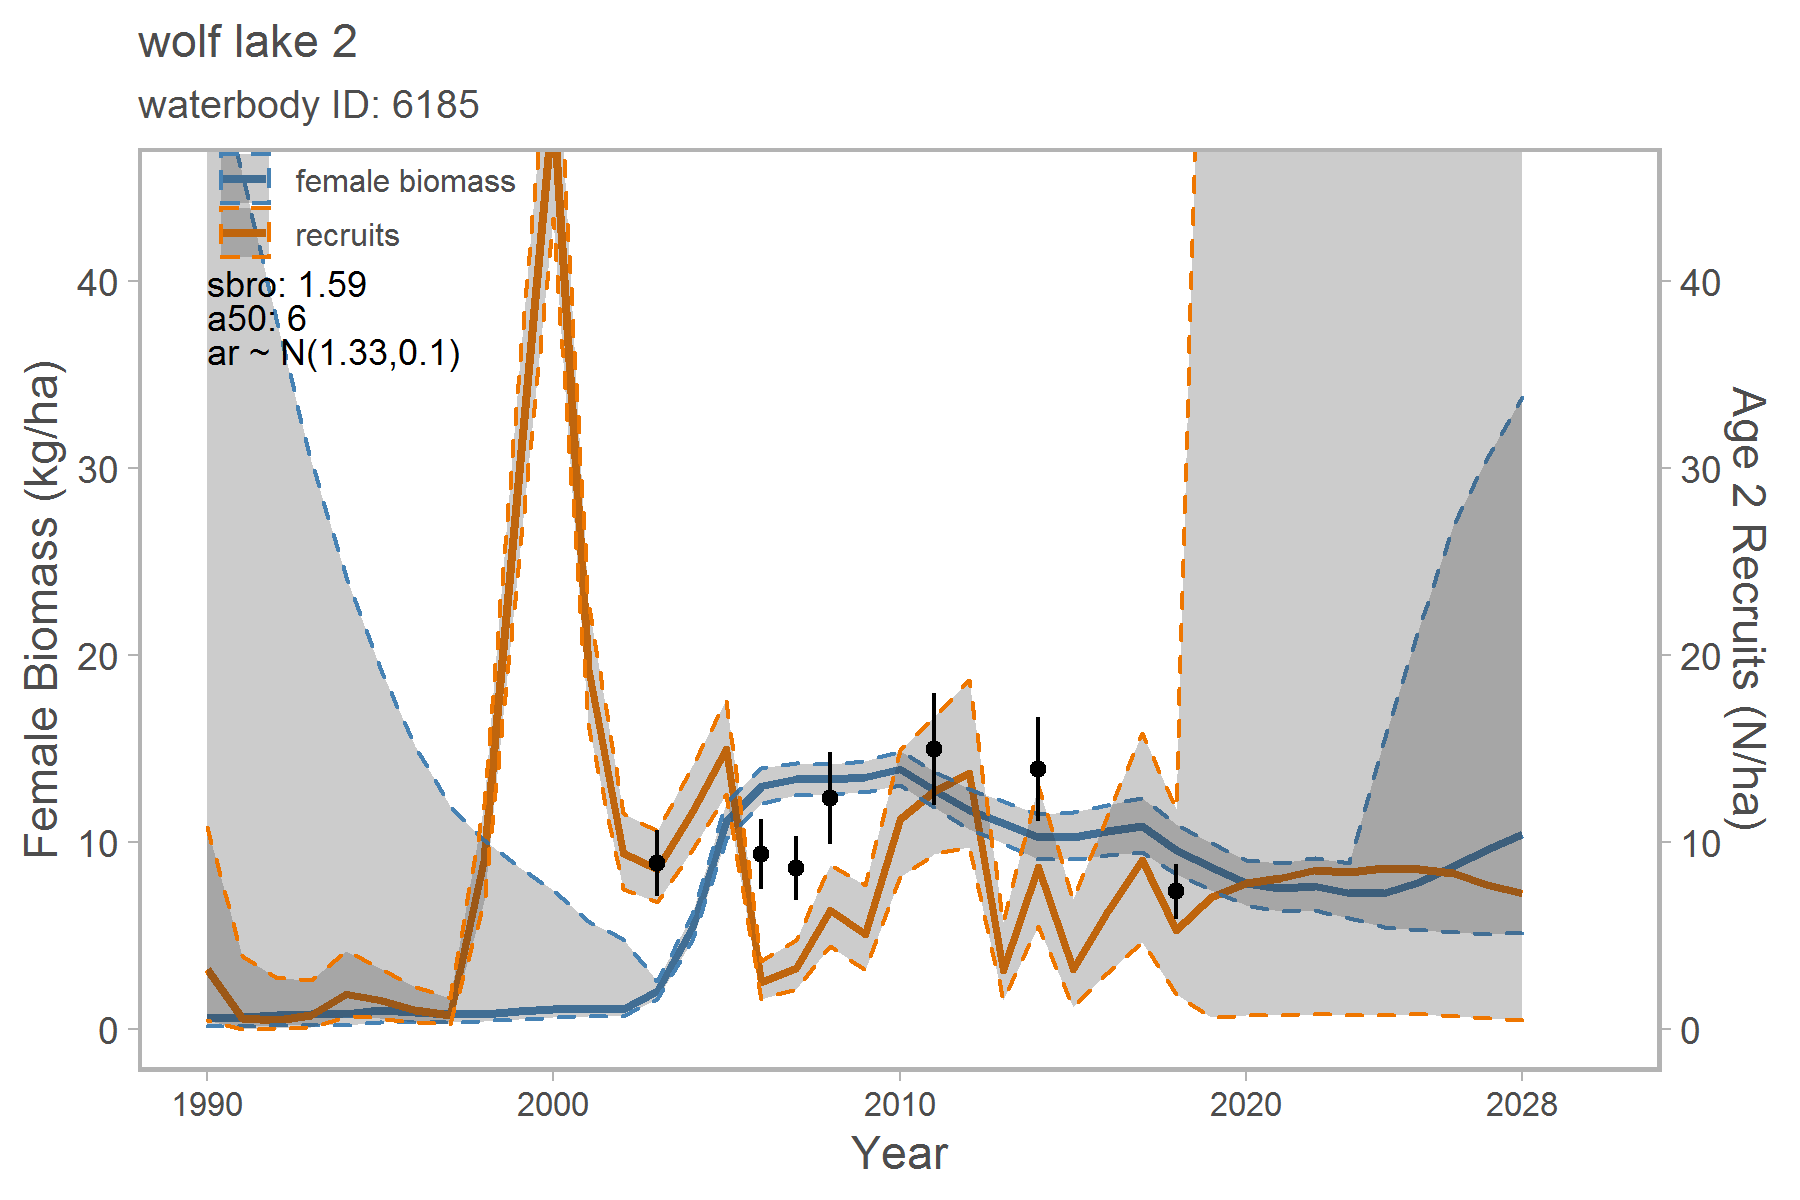 wolf lake 2
waterbody ID: 6185
female biomass
recruits
sbro: 1.59
a50: 6
ar ~ N(1.33,0.1)
Female Biomass (kg/ha)
40
30
20
10
0
40
30
20
10
0
Age 2 Recruits (N/ha)
1990 2000 2010 2020 2028
Year